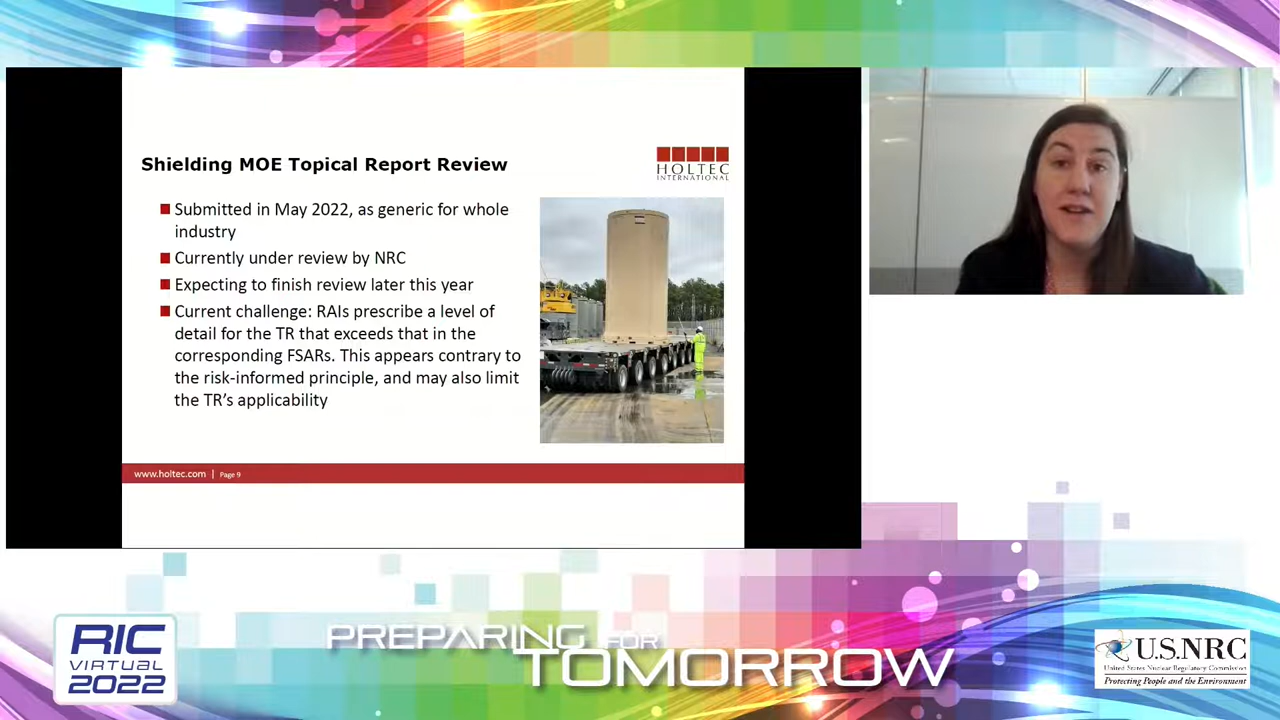 Shielding MOE Topical Report Review
HOLTEC
INTERNATIONAL
Submitted in May 2022, as generic for whole
industry
Currently under review by NRC
Expecting to finish review later this year
Current challenge: RAIs prescribe a level of
detail for the TR that exceeds that in the
corresponding FSARs. This appears contrary to
the risk-informed principle, and may also limit
the TR's applicability
www.holtec.com | Page 9
RIC
VIRTUAL
2022
PREPARING FOR
TOMORROW
U.S.NRC
United States Nuclear Regulatory Commission
Protecting People and the Environment